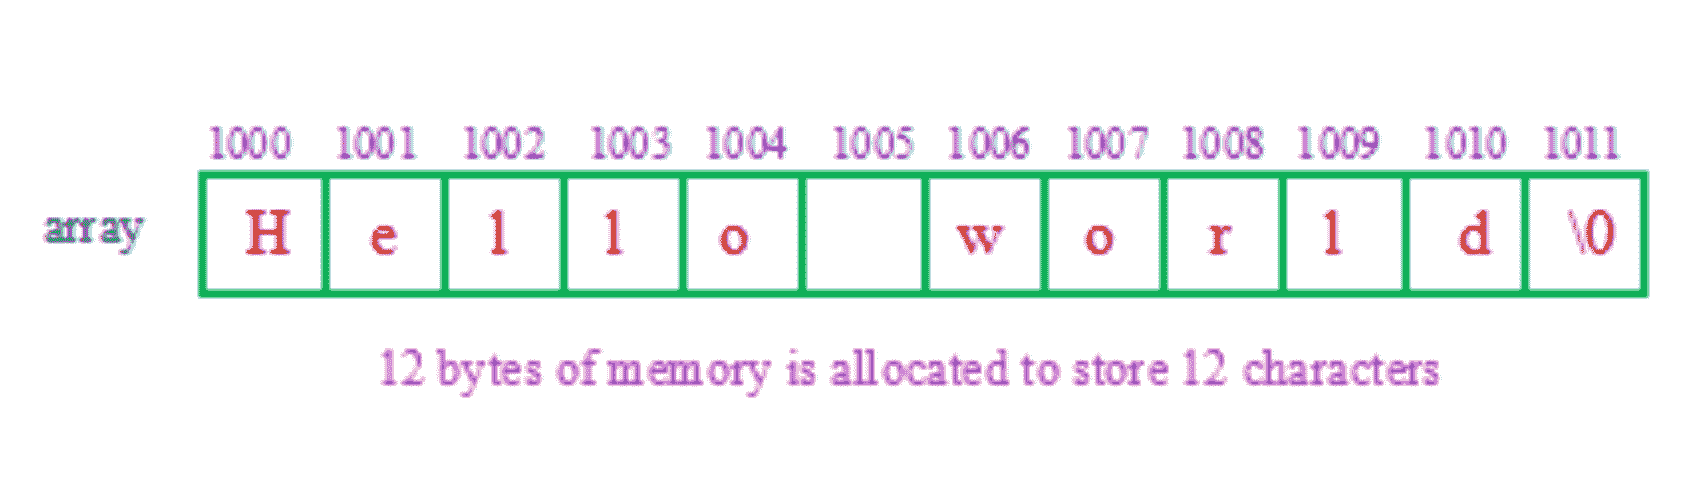 1000 1001 1002 1003 1004 1005 1006 1007 1008 1009 1010 1011
array H e l l o w o r l d \0
12 bytes of memory is allocated to store 12 characters